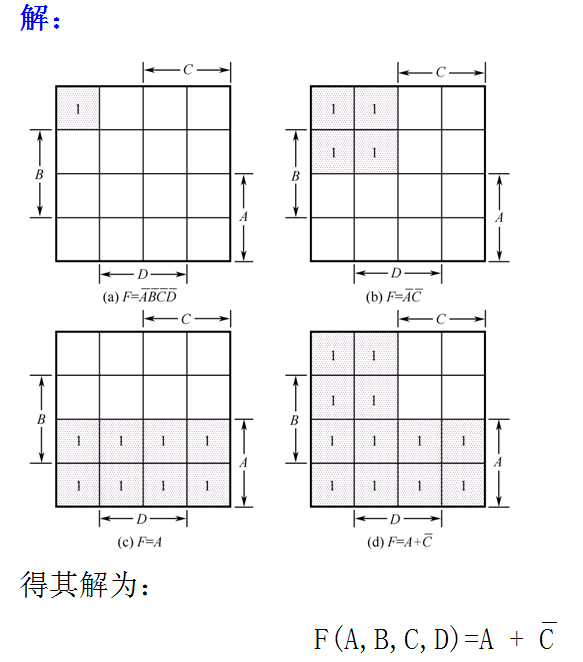 解：
C C
1 1 1
B 1 1 B
A A
D D
(a) F=A̅B̅C̅D̅ (b) F=A̅C̅
C C
1 1
B B 1 1
1 1 1 1 A 1 1 1 1 A
1 1 1 1 1 1 1 1
D D
(c) F=A (d) F=A+C̅
得其解为：
F(A,B,C,D)=A + C̅